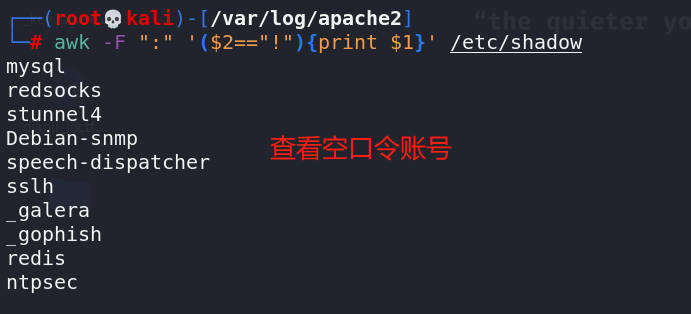 “the quieter yo
(root💀kali)-[/var/log/apache2]
# awk -F ":" '($2=="!"){print $1}' /etc/shadow
mysql
redsocks
stunnel4
Debian-snmp
speech-dispatcher
查看空口令账号
sslh
_galera
_gophish
redis
ntpsec